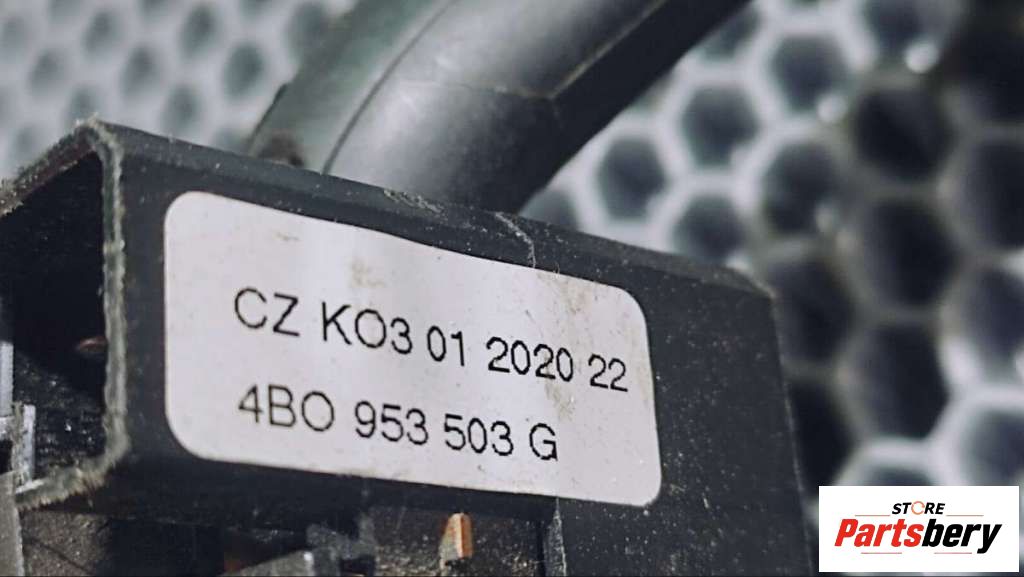 CZ KO3 01 2020 22
4BO 953 503 G
STORE
Partsbery